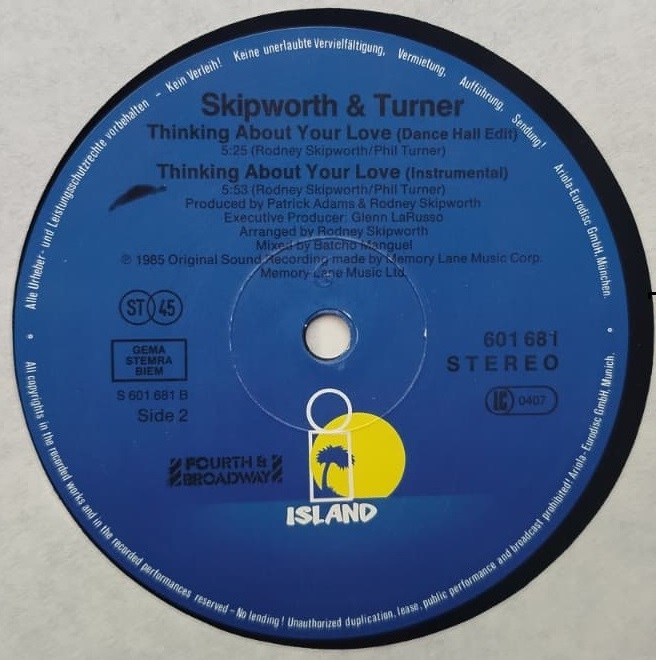 Alle Urheber- und Leistungsschutzrechte vorbehalten - Kein Verleih! Keine unerlaubte Vervielfältigung, Vermietung, Aufführung, Sendung! Ariola-Eurodisc GmbH, München.
Skipworth & Turner
Thinking About Your Love (Dance Hall Edit)
5:25 (Rodney Skipworth/Phil Turner)
Thinking About Your Love (Instrumental)
5:53 (Rodney Skipworth/Phil Turner)
Produced by Patrick Adams & Rodney Skipworth
Executive Producer: Glenn LaRusso
Arranged by Rodney Skipworth
Mixed by Batcho Manguel
℗ 1985 Original Sound Recording made by Memory Lane Music Corp.
Memory Lane Music Ltd.
ST 45
GEMA
STEMRA
BIEM
S 601 681 B
Side 2
601 681
STEREO
LC 0407
FOURTH &
BROADWAY
ISLAND
All copyrights in the recorded works and in the recorded performances reserved - No lending! Unauthorized duplication, lease, public performance and broadcast prohibited! Ariola-Eurodisc GmbH, Munich.